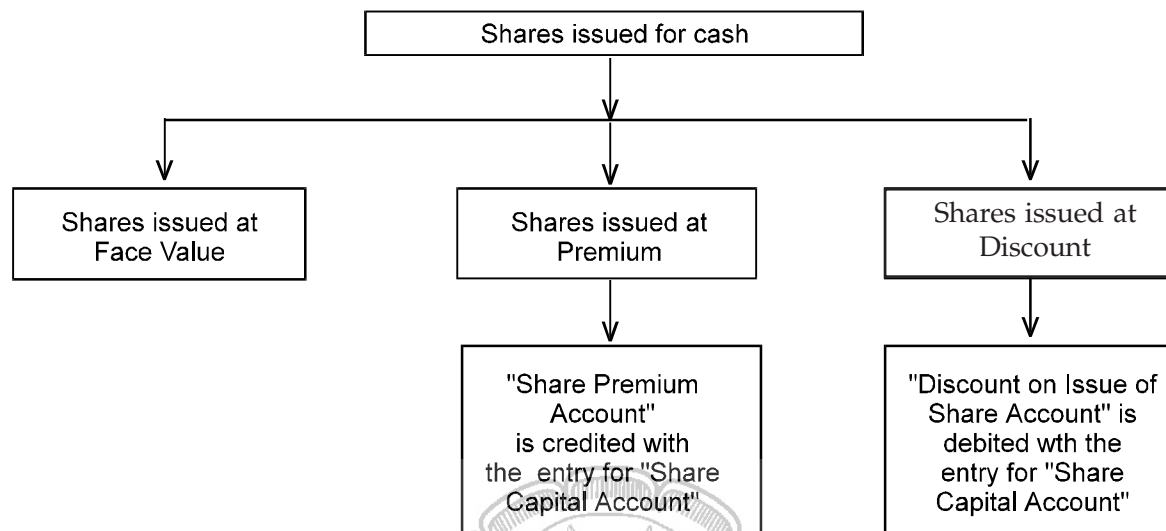 Shares issued for cash
Shares issued at
Face Value
Shares issued at
Premium
Shares issued at
Discount
"Share Premium
Account"
is credited with
the entry for "Share
Capital Account"
"Discount on Issue of
Share Account" is
debited wth the
entry for "Share
Capital Account"